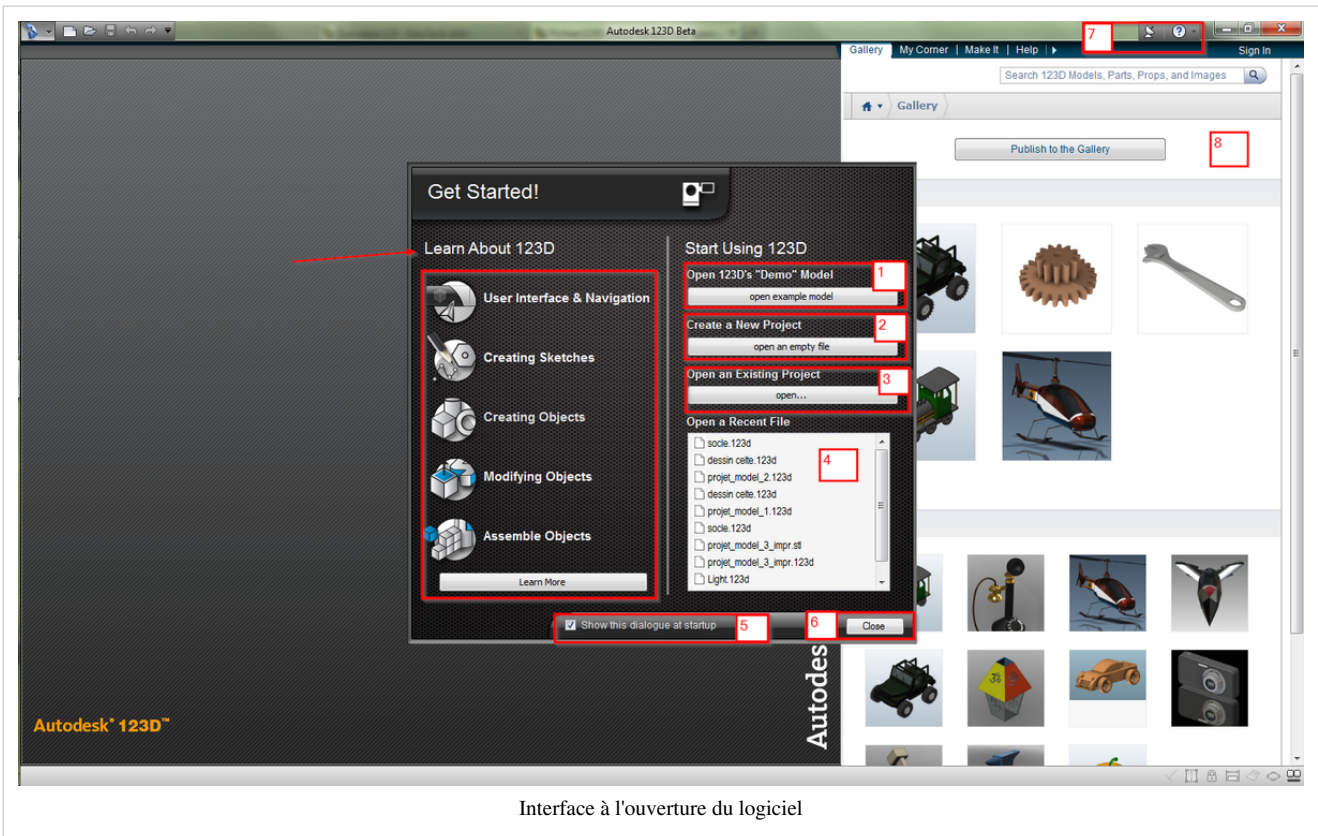 Autodesk 123D Beta
7
Gallery | My Corner | Make It | Help |
Sign In
Search 123D Models, Parts, Props, and Images
Gallery
Publish to the Gallery
8
Get Started!
Learn About 123D
User Interface & Navigation
Creating Sketches
Creating Objects
Modifying Objects
Assemble Objects
Learn More
Start Using 123D
Open 123D's "Demo" Model
1
open example model
Create a New Project
2
open an empty file
Open an Existing Project
3
open...
Open a Recent File
4
socle.123d
dessin celte.123d
projet_model_2.123d
dessin celte.123d
projet_model_1.123d
socle.123d
projet_model_3_impr.stl
projet_model_3_impr.123d
Light.123d
Show this dialogue at startup
5
6
Close
Autodes
Autodesk® 123D™
Interface à l'ouverture du logiciel